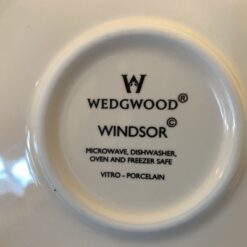 W
WEDGWOOD®
WINDSOR©
MICROWAVE, DISHWASHER,
OVEN AND FREEZER SAFE
VITRO - PORCELAIN